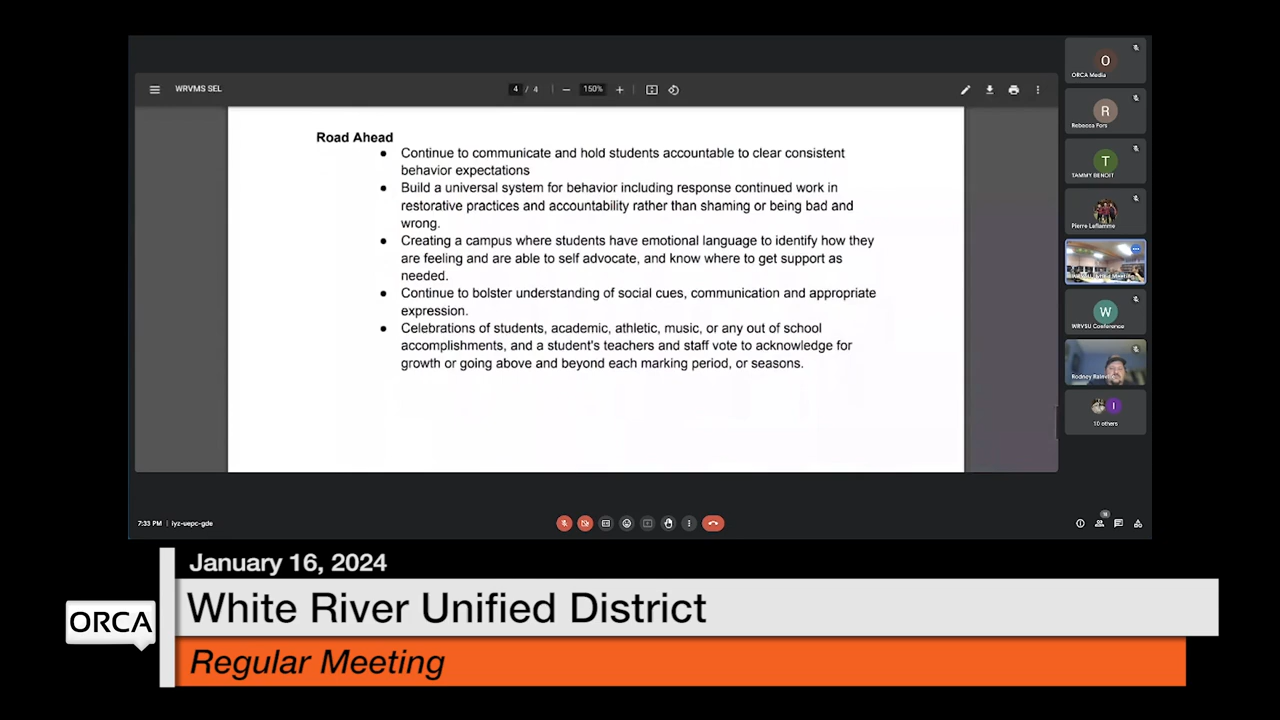 WRVMS SEL
4 / 4
150%
Road Ahead
● Continue to communicate and hold students accountable to clear consistent
behavior expectations
● Build a universal system for behavior including response continued work in
restorative practices and accountability rather than shaming or being bad and
wrong.
● Creating a campus where students have emotional language to identify how they
are feeling and are able to self advocate, and know where to get support as
needed.
● Continue to bolster understanding of social cues, communication and appropriate
expression.
● Celebrations of students, academic, athletic, music, or any out of school
accomplishments, and a student's teachers and staff vote to acknowledge for
growth or going above and beyond each marking period, or seasons.
O
ORCA Media
R
Rebecca Fors
T
TAMMY BENOIT
Pierre Laflamme
Meeting
W
WRVSU Conference
Rodney
I
10 others
7:33 PM | iyz-uepc-gde
January 16, 2024
White River Unified District
ORCA
Regular Meeting